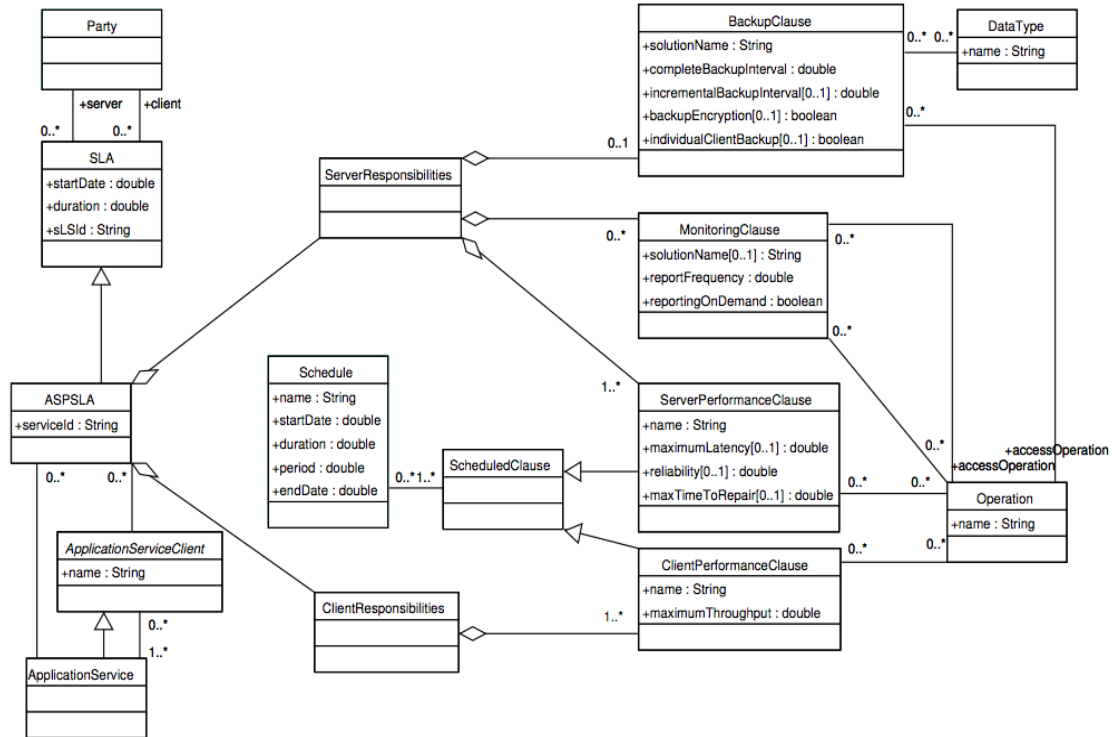 Party
+server
+client
0..*
0..*
SLA
+startDate : double
+duration : double
+sLSId : String
ASPSLA
+serviceId : String
0..*
0..*
ApplicationServiceClient
+name : String
0..*
1..*
ApplicationService
ServerResponsibilities
0..1
0..*
1..*
Schedule
+name : String
+startDate : double
+duration : double
+period : double
+endDate : double
0..*
1..*
ScheduledClause
ClientResponsibilities
1..*
BackupClause
+solutionName : String
+completeBackupInterval : double
+incrementalBackupInterval[0..1] : double
+backupEncryption[0..1] : boolean
+individualClientBackup[0..1] : boolean
0..*
0..*
0..*
DataType
+name : String
MonitoringClause
+solutionName[0..1] : String
+reportFrequency : double
+reportingOnDemand : boolean
0..*
0..*
ServerPerformanceClause
+name : String
+maximumLatency[0..1] : double
+reliability[0..1] : double
+maxTimeToRepair[0..1] : double
0..*
0..*
0..*
+accessOperation
+accessOperation
Operation
+name : String
ClientPerformanceClause
+name : String
+maximumThroughput : double
0..*
0..*